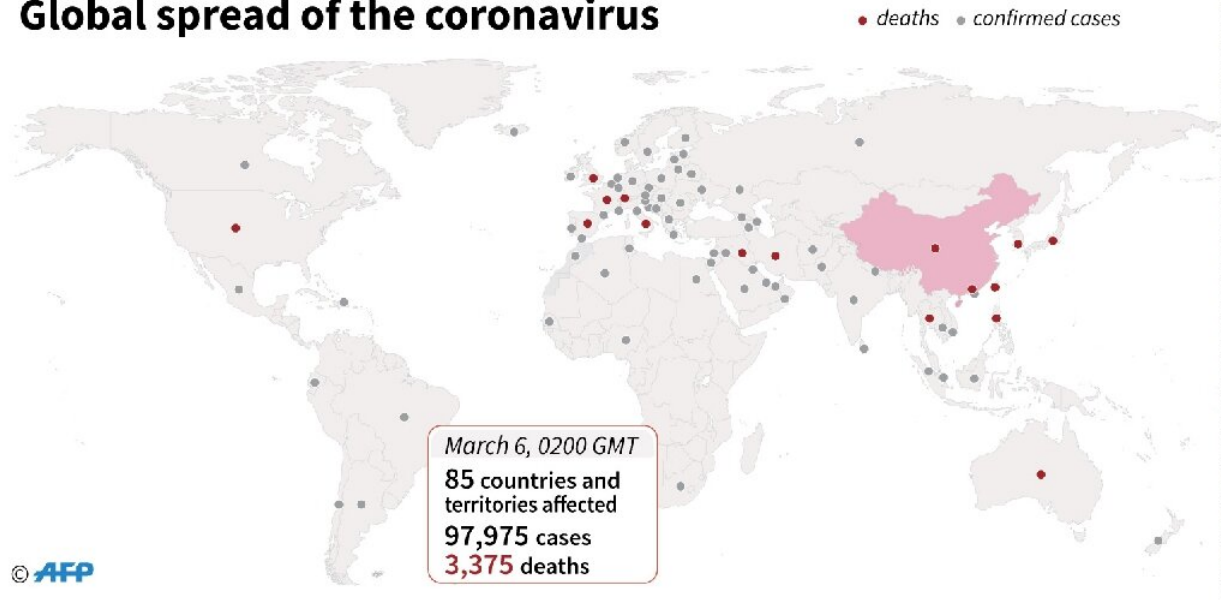 Global spread of the coronavirus
deaths confirmed cases
March 6, 0200 GMT
85 countries and
territories affected
97,975 cases
3,375 deaths
© AFP